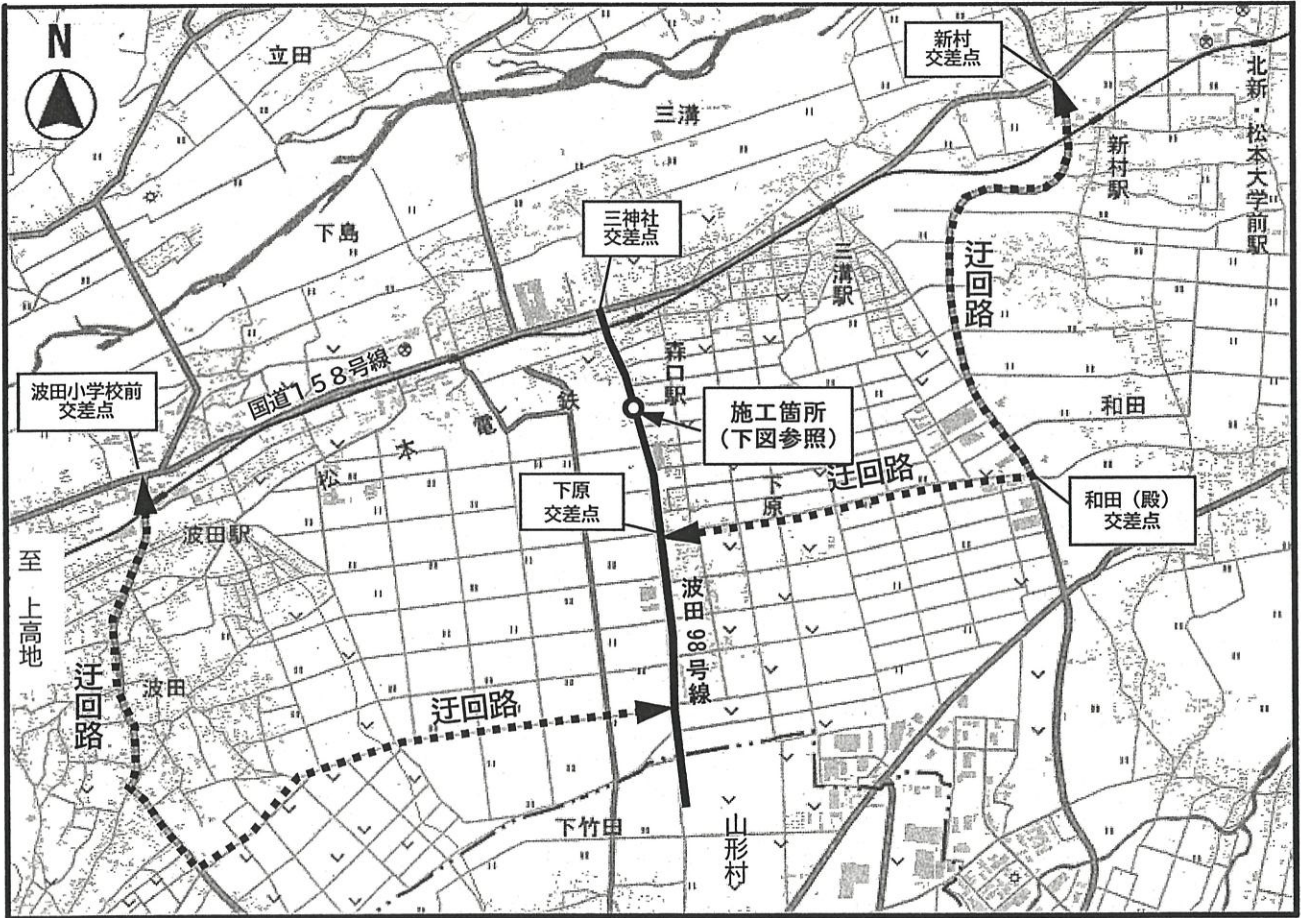 N
立田
新村
交差点
北新・松本大学前駅
三溝
新村駅
三神社
交差点
下島
三溝駅
迂回路
森口駅
国道158号線
波田小学校前
交差点
松本電鉄
施工箇所
(下図参照)
和田
下原
交差点
下原
迂回路
和田(殿)
交差点
波田駅
至 上高地
波田98号線
迂回路
波田
迂回路
下竹田
山形村